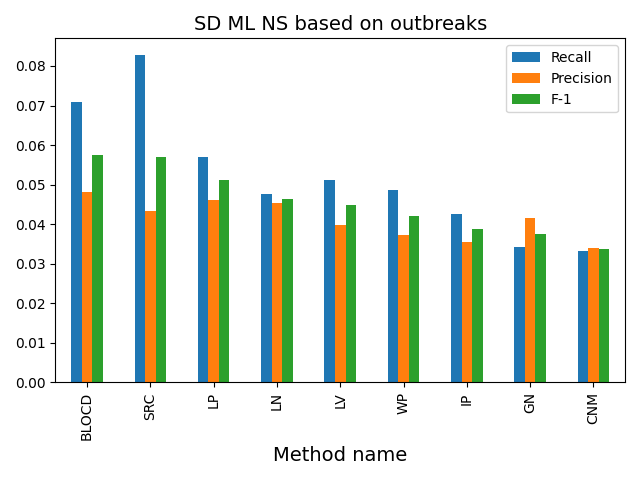 SD ML NS based on outbreaks
Recall
Precision
F-1
0.08
0.07
0.06
0.05
0.04
0.03
0.02
0.01
0.00
BLOCD
SRC
LP
LN
LV
WP
IP
GN
CNM
Method name